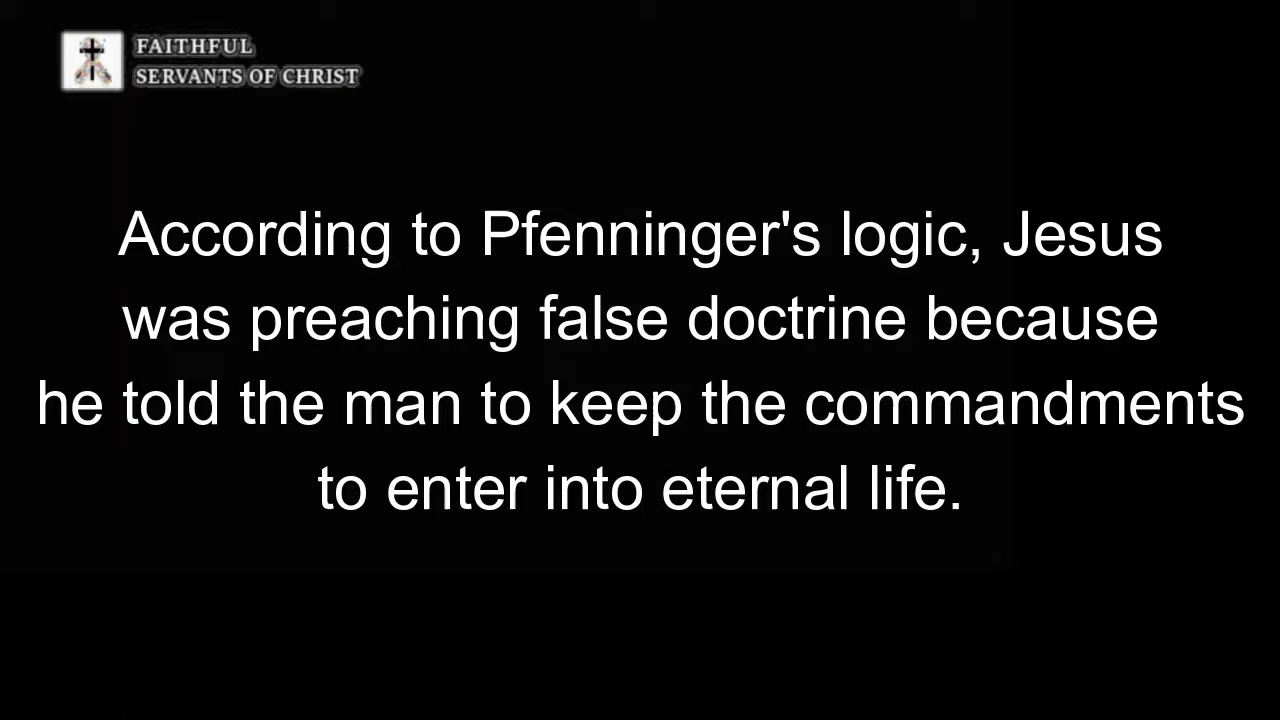 FAITHFUL
SERVANTS OF CHRIST
According to Pfenninger's logic, Jesus
was preaching false doctrine because
he told the man to keep the commandments
to enter into eternal life.